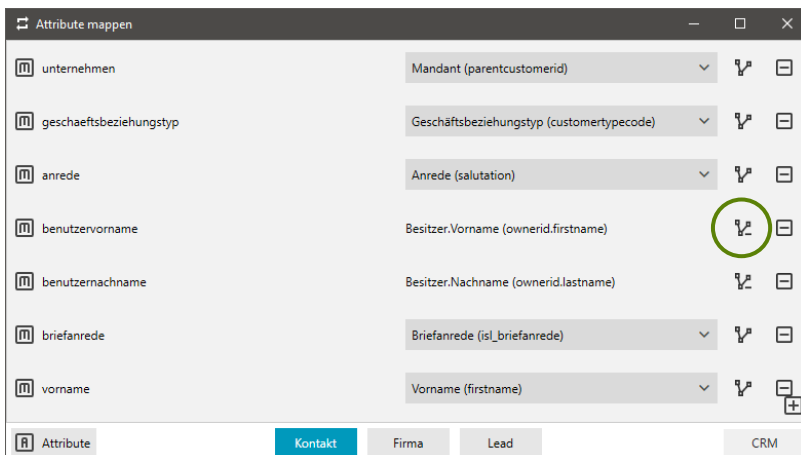 Attribute mappen
unternehmen Mandant (parentcustomerid)
geschaeftsbeziehungstyp Geschäftsbeziehungstyp (customertypecode)
anrede Anrede (salutation)
benutzervorname Besitzer.Vorname (ownerid.firstname)
benutzernachname Besitzer.Nachname (ownerid.lastname)
briefanrede Briefanrede (isl_briefanrede)
vorname Vorname (firstname)
Attribute Kontakt Firma Lead CRM